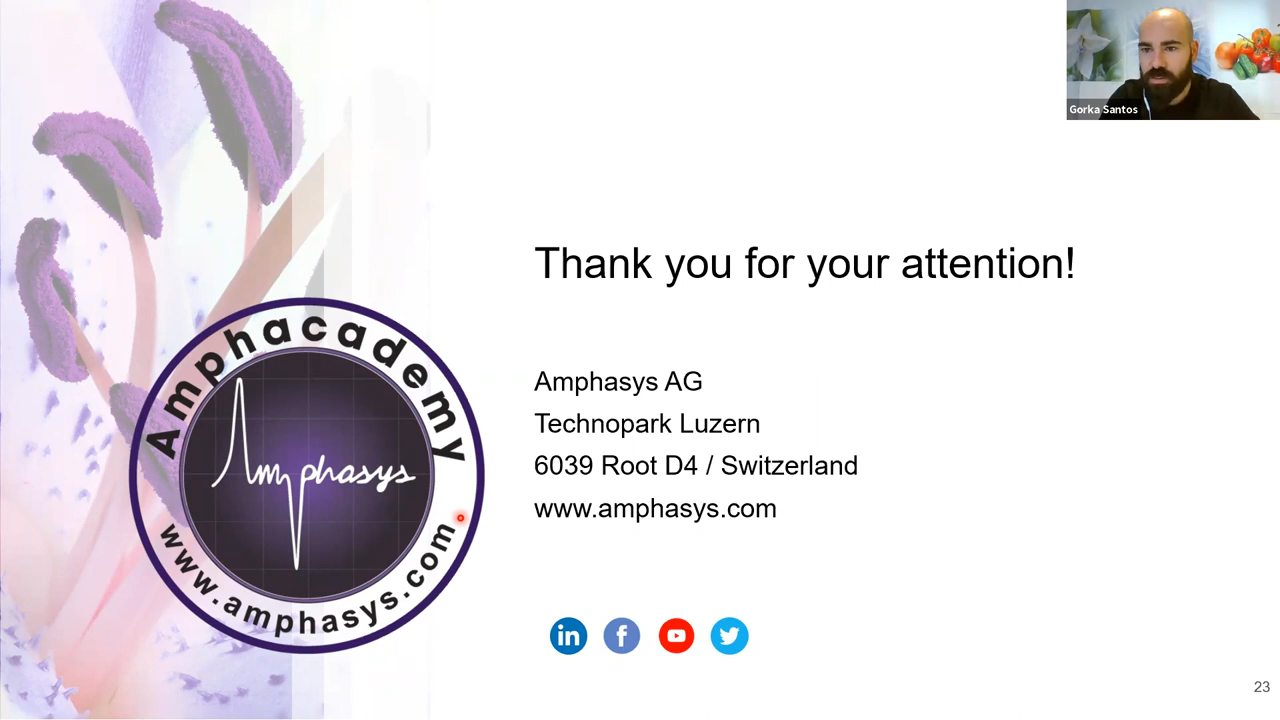 Gorka Santos
Thank you for your attention!
Amphasys AG
Technopark Luzern
6039 Root D4 / Switzerland
www.amphasys.com
Amphacademy
Amphasys
www.amphasys.com
in
f
23